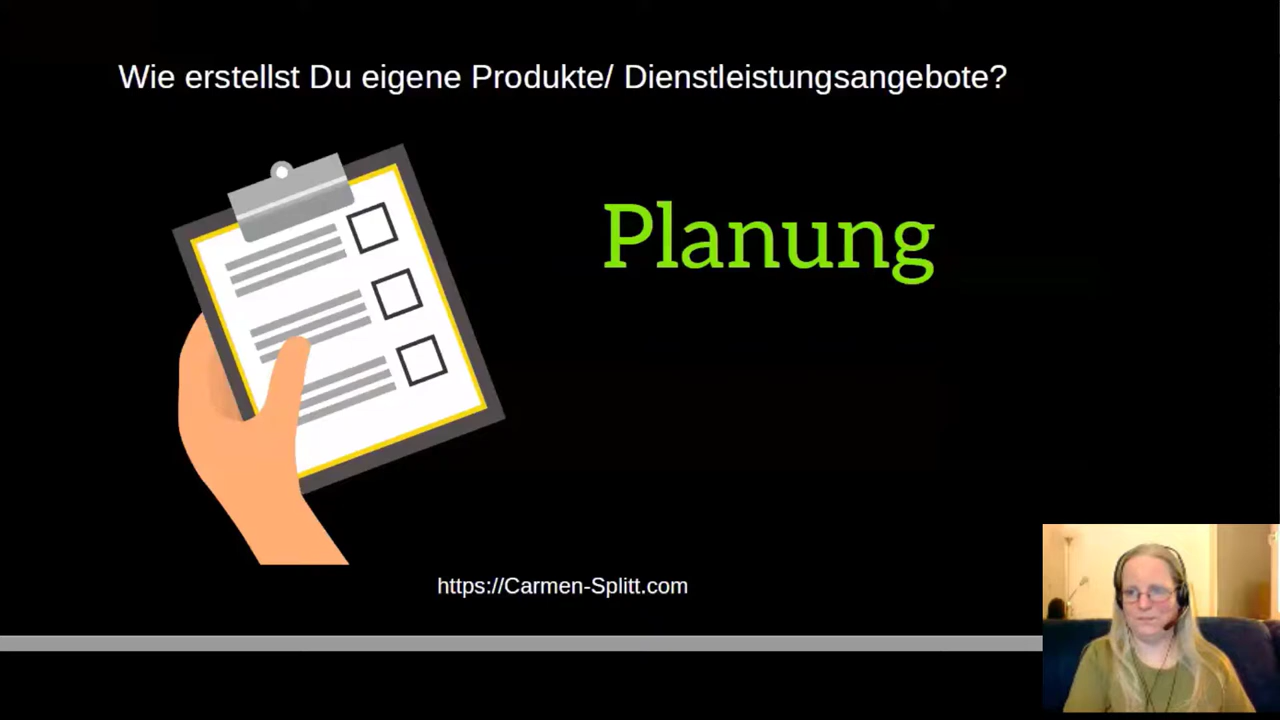 Wie erstellst Du eigene Produkte/ Dienstleistungsangebote?
Planung
https://Carmen-Splitt.com